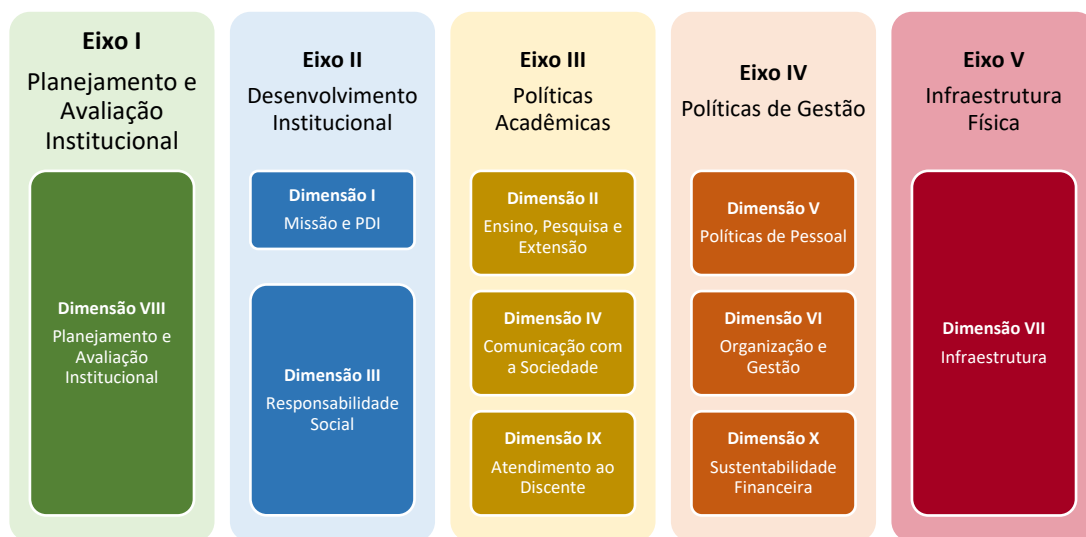 Eixo I
Planejamento e
Avaliação
Institucional
Dimensão VIII
Planejamento e
Avaliação
Institucional
Eixo II
Desenvolvimento
Institucional
Dimensão I
Missão e PDI
Dimensão III
Responsabilidade
Social
Eixo III
Políticas
Acadêmicas
Dimensão II
Ensino, Pesquisa e
Extensão
Dimensão IV
Comunicação com
a Sociedade
Dimensão IX
Atendimento ao
Discente
Eixo IV
Políticas de Gestão
Dimensão V
Políticas de Pessoal
Dimensão VI
Organização e
Gestão
Dimensão X
Sustentabilidade
Financeira
Eixo V
Infraestrutura
Física
Dimensão VII
Infraestrutura